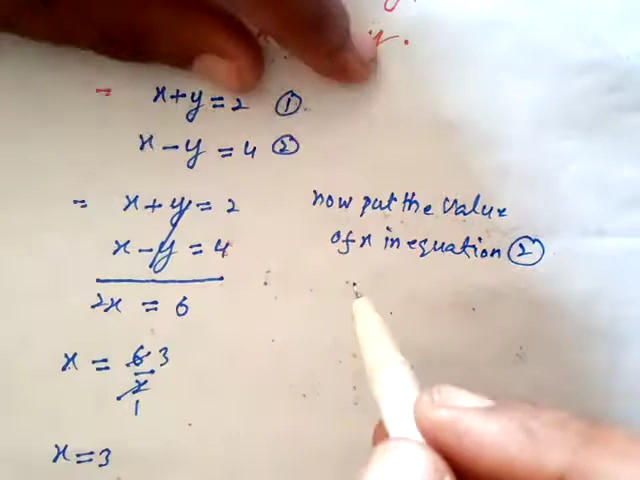 = x+y=2 ①
x-y=4 ②
= x+y=2
x-y=4
2x = 6
x = 6 3
2
1
x=3
now put the value
of x in equation ②